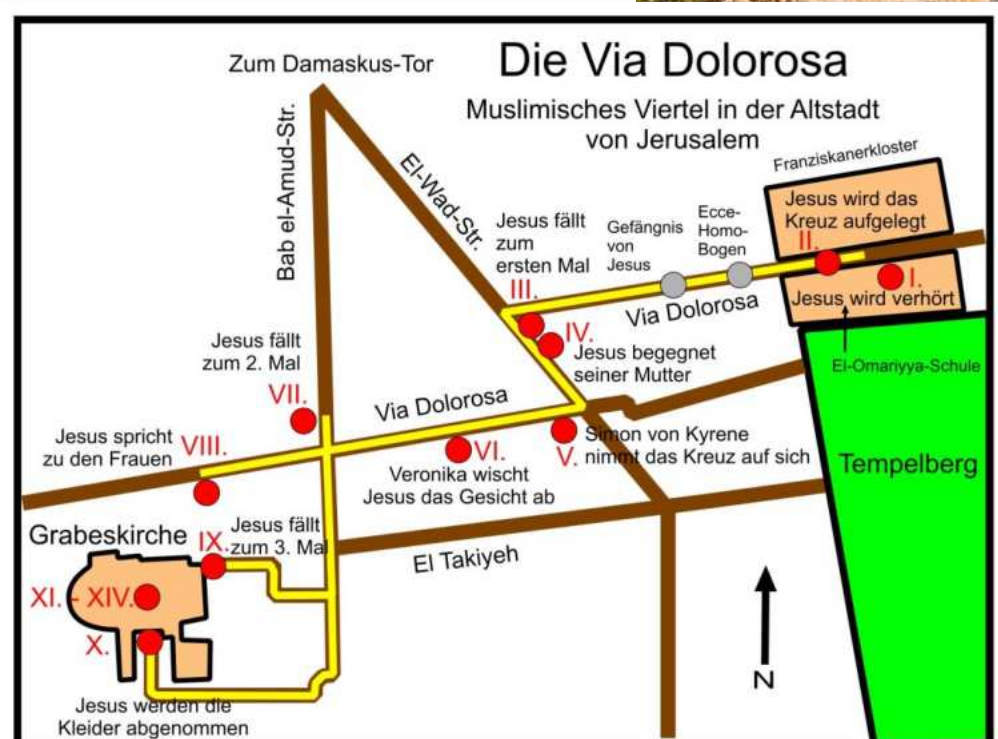 Die Via Dolorosa
Muslimisches Viertel in der Altstadt
von Jerusalem
Zum Damaskus-Tor
Bab el-Amud-Str.
El-Wad-Str.
Franziskanerkloster
Jesus wird das
Kreuz aufgelegt
II.
I.
Jesus wird verhört
El-Omariyya-Schule
Ecce-
Homo-
Bogen
Gefängnis
von
Jesus
Jesus fällt
zum
ersten Mal
III.
Via Dolorosa
IV.
Jesus begegnet
seiner Mutter
Tempelberg
Simon von Kyrene
V. nimmt das Kreuz auf sich
Via Dolorosa
VI.
Veronika wischt
Jesus das Gesicht ab
Jesus fällt
zum 2. Mal
VII.
Jesus spricht
zu den Frauen
VIII.
El Takiyeh
Grabeskirche
IX. Jesus fällt
zum 3. Mal
XI. - XIV.
X.
Jesus werden die
Kleider abgenommen
N